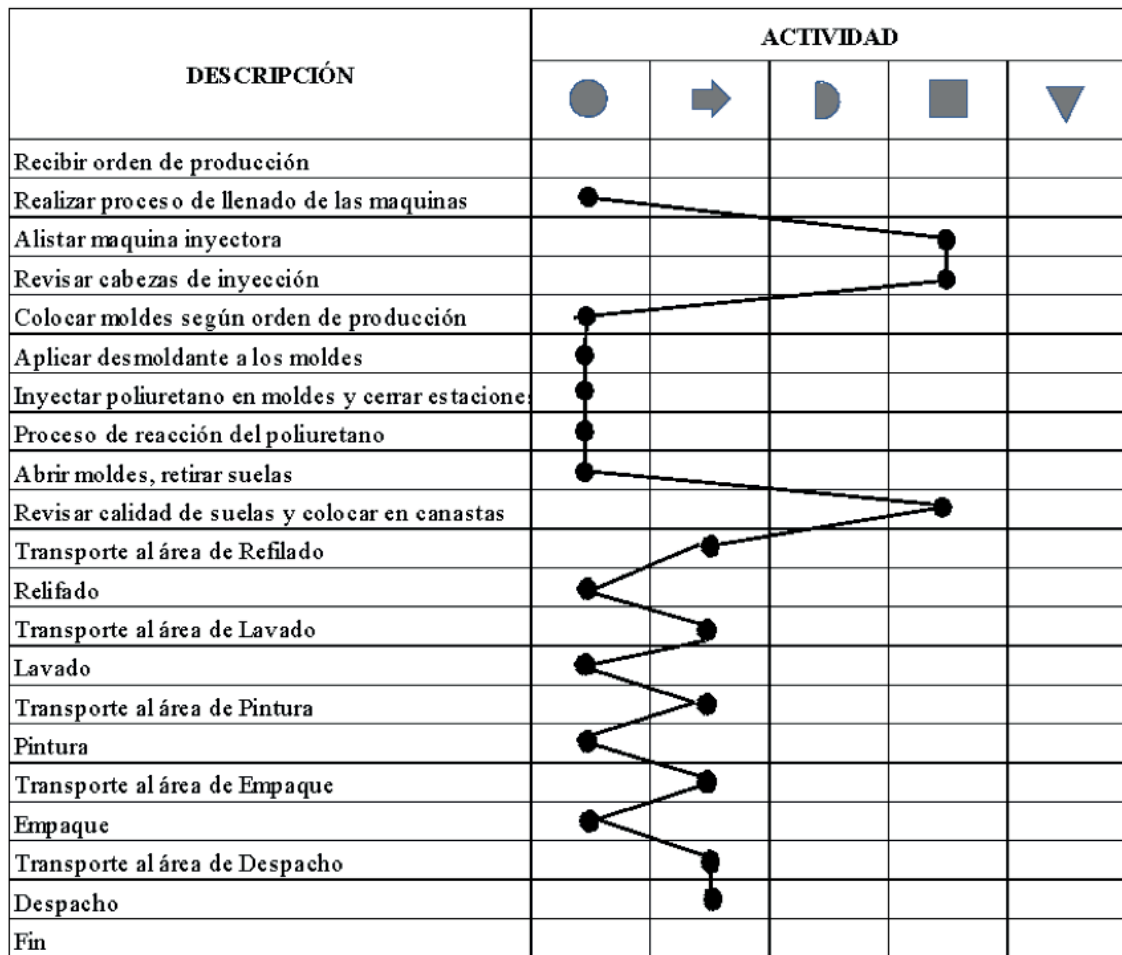 DESCRIPCIÓN
ACTIVIDAD
Recibir orden de producción
Realizar proceso de llenado de las maquinas
Alistar maquina inyectora
Revisar cabezas de inyección
Colocar moldes según orden de producción
Aplicar desmoldante a los moldes
Inyectar poliuretano en moldes y cerrar estaciones
Proceso de reacción del poliuretano
Abrir moldes, retirar suelas
Revisar calidad de suelas y colocar en canastas
Transporte al área de Refilado
Relifado
Transporte al área de Lavado
Lavado
Transporte al área de Pintura
Pintura
Transporte al área de Empaque
Empaque
Transporte al área de Despacho
Despacho
Fin